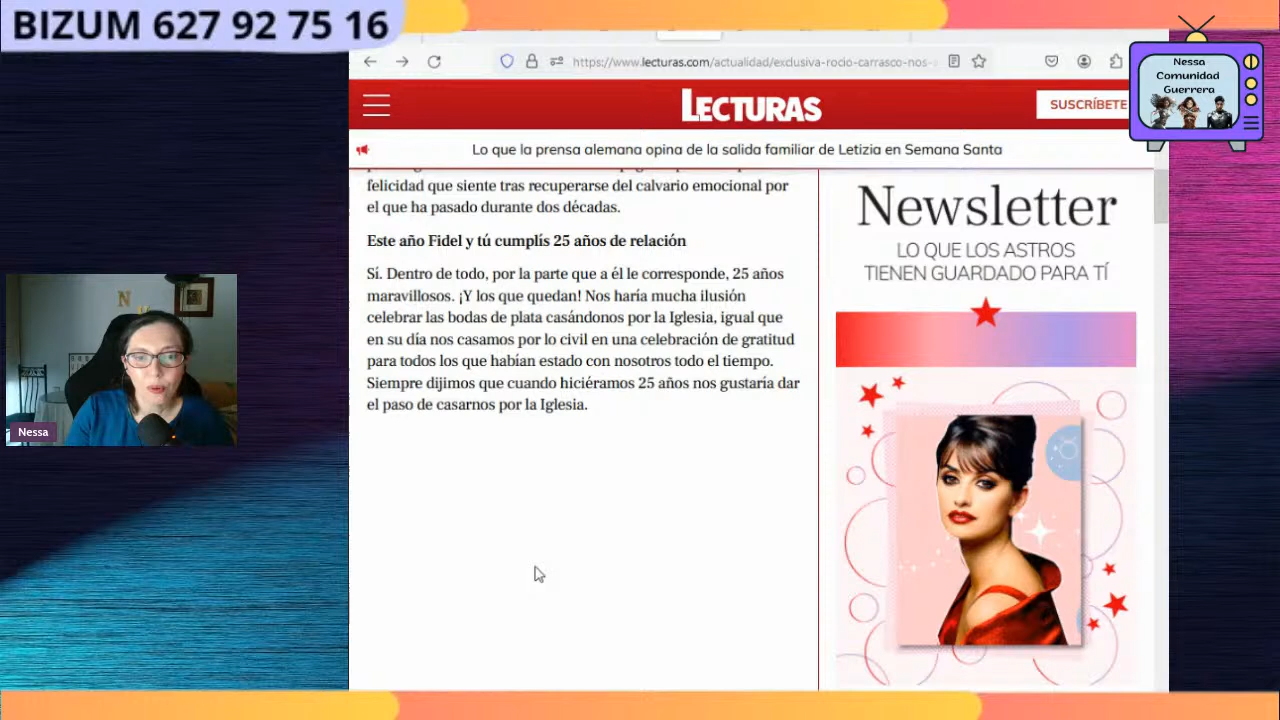 BIZUM 627 92 75 16
https://www.lecturas.com/actualidad/exclusiva-rocio-carrasco-nos-
Nessa
Comunidad
Guerrera
LECTURAS
SUSCRÍBETE
Lo que la prensa alemana opina de la salida familiar de Letizia en Semana Santa
felicidad que siente tras recuperarse del calvario emocional por
el que ha pasado durante dos décadas.
Este año Fidel y tú cumplís 25 años de relación
Sí. Dentro de todo, por la parte que a él le corresponde, 25 años
maravillosos. ¡Y los que quedan! Nos haría mucha ilusión
celebrar las bodas de plata casándonos por la Iglesia, igual que
en su día nos casamos por lo civil en una celebración de gratitud
para todos los que habían estado con nosotros todo el tiempo.
Siempre dijimos que cuando hiciéramos 25 años nos gustaría dar
el paso de casarnos por la Iglesia.
Newsletter
LO QUE LOS ASTROS
TIENEN GUARDADO PARA TÍ
N
Nessa